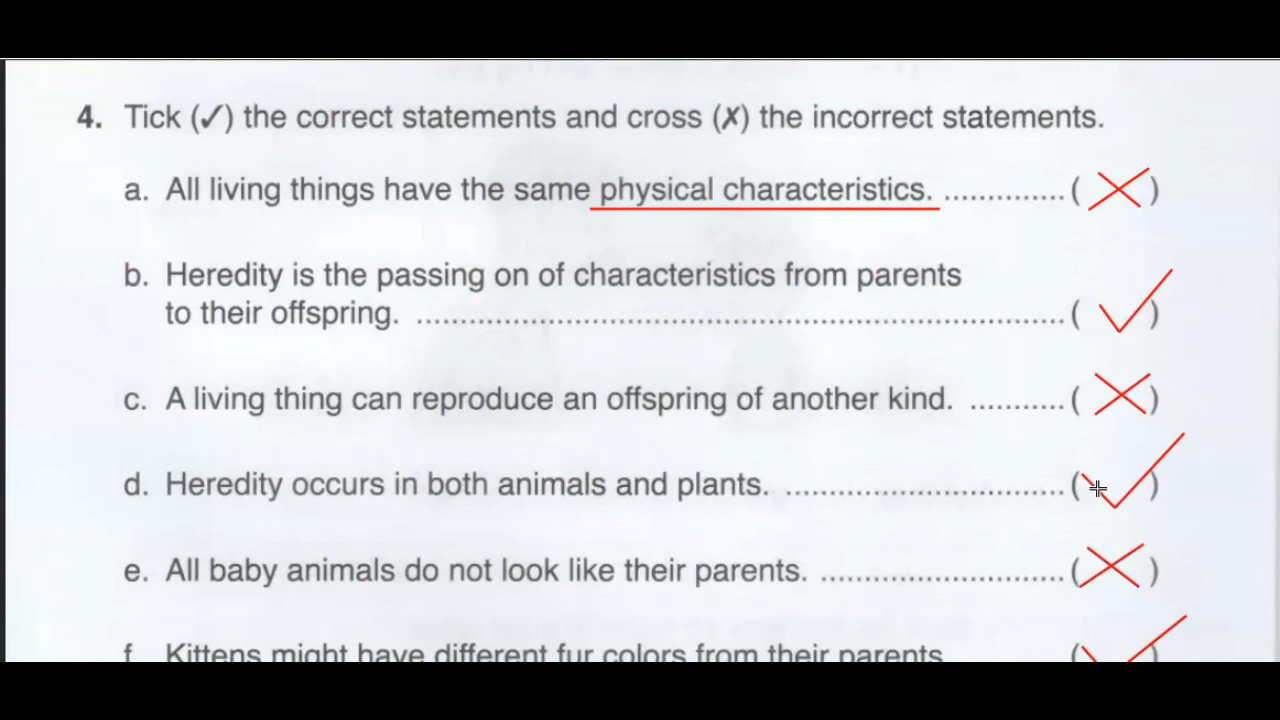 4. Tick (✓) the correct statements and cross (✗) the incorrect statements.
a. All living things have the same physical characteristics. .............. ( ✗ )
b. Heredity is the passing on of characteristics from parents
to their offspring. .......................................................................................... ( ✓ )
c. A living thing can reproduce an offspring of another kind. ........... ( ✗ )
d. Heredity occurs in both animals and plants. ...................................... ( ✓ )
e. All baby animals do not look like their parents. ................................. ( ✗ )
f. Kittens might have different fur colors from their parents ( ✓ )